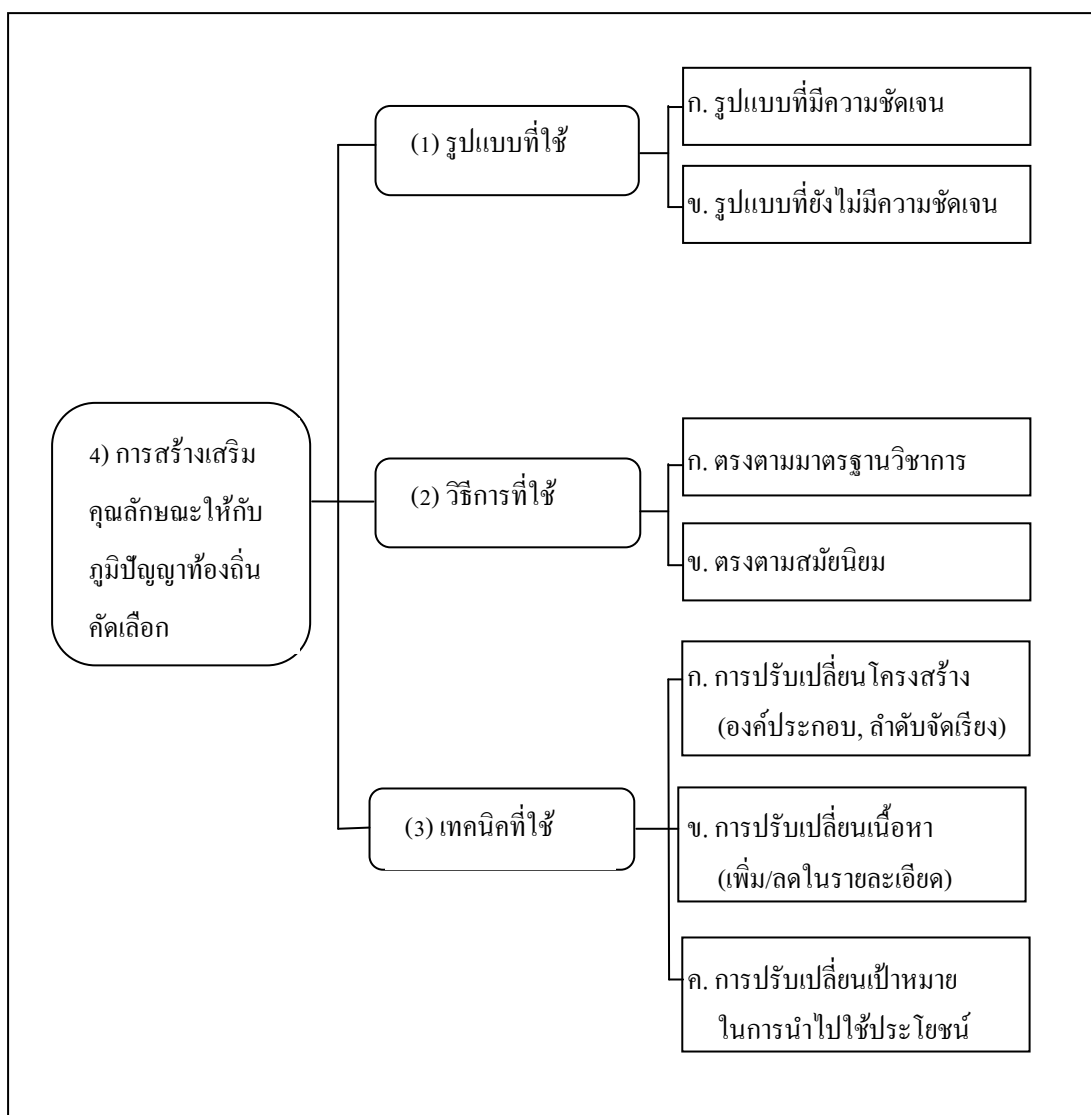 4) การสร้างเสริม
คุณลักษณะให้กับ
ภูมิปัญญาท้องถิ่น
คัดเลือก
(1) รูปแบบที่ใช้
ก. รูปแบบที่มีความชัดเจน
ข. รูปแบบที่ยังไม่มีความชัดเจน
(2) วิธีการที่ใช้
ก. ตรงตามมาตรฐานวิชาการ
ข. ตรงตามสมัยนิยม
(3) เทคนิคที่ใช้
ก. การปรับเปลี่ยนโครงสร้าง
(องค์ประกอบ, ลำดับจัดเรียง)
ข. การปรับเปลี่ยนเนื้อหา
(เพิ่ม/ลดในรายละเอียด)
ค. การปรับเปลี่ยนเป้าหมาย
ในการนำไปใช้ประโยชน์